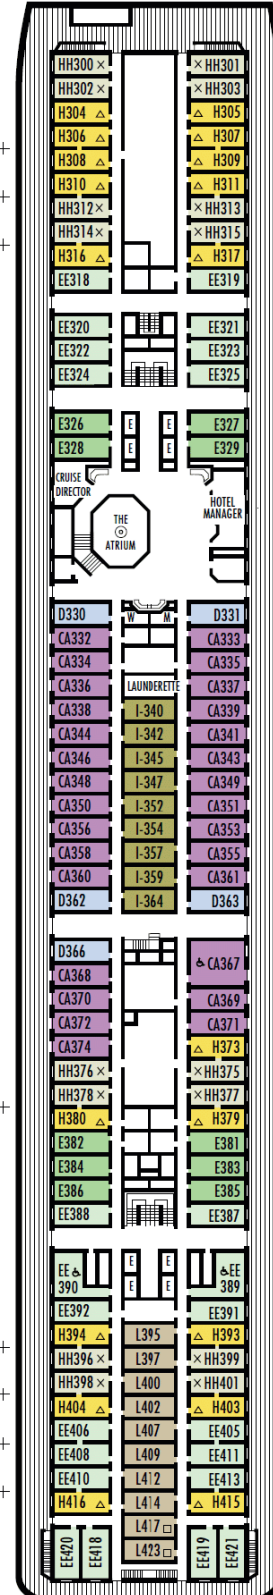 HH300 × × HH301
HH302 × × HH303
H304 △ △ H305
H306 △ △ H307
H308 △ △ H309
H310 △ △ H311
HH312 × × HH313
HH314 × × HH315
H316 △ △ H317
EE318 EE319
EE320 EE321
EE322 EE323
EE324 EE325
E326 E E E327
E328 E E E329
CRUISE
DIRECTOR
HOTEL
MANAGER
THE
ATRIUM
D330 W M D331
CA332 CA333
CA334 CA335
CA336 LAUNDERETTE CA337
CA338 I-340 CA339
CA344 I-342 CA341
CA346 I-345 CA343
CA348 I-347 CA349
CA350 I-352 CA351
CA356 I-354 CA353
CA358 I-357 CA355
CA360 I-359 CA361
D362 I-364 D363
D366
CA368 CA367
CA370 CA369
CA372 CA371
CA374 △ H373
HH376 × × HH375
HH378 × × HH377
H380 △ △ H379
E382 E381
E384 E383
E386 E385
EE388 EE387
EE E E EE
390 E E 389
EE392 EE391
H394 △ L395 △ H393
HH396 × L397 × HH399
HH398 × L400 × HH401
H404 △ L402 △ H403
EE406 L407 EE405
EE408 L409 EE411
EE410 L412 EE413
H416 △ L414 △ H415
L417 □
L423 □
EE420 EE418 EE419 EE421